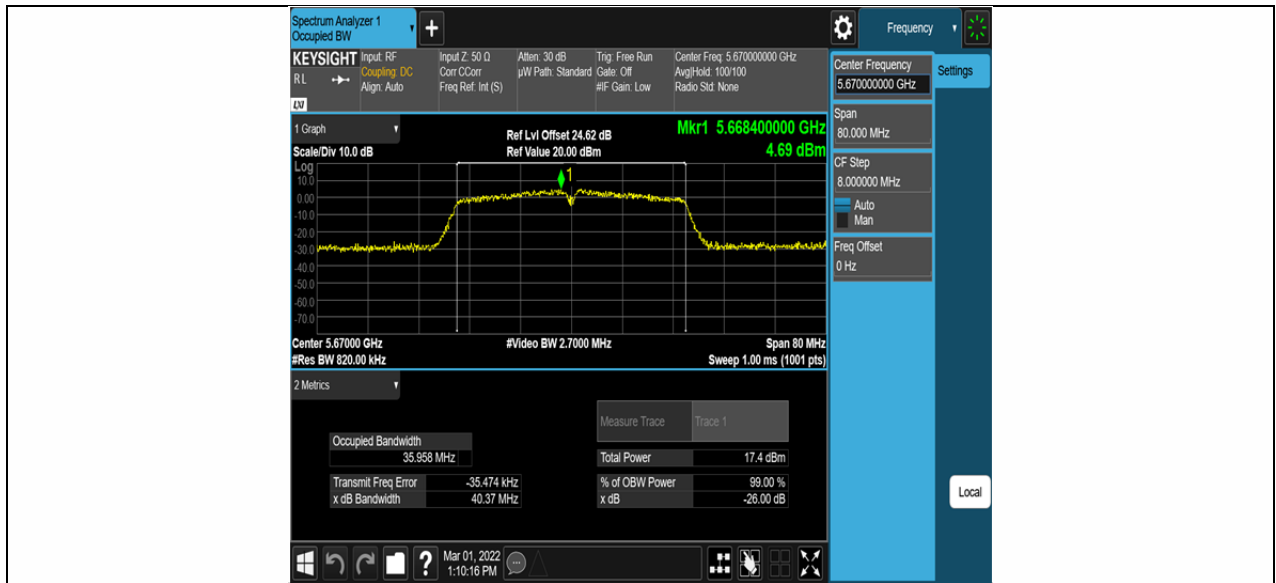 Spectrum Analyzer 1
Occupied BW
+
Frequency
KEYSIGHT
RL
LXI
Input: RF
Coupling: DC
Align: Auto
Input Z: 50 Ω
Corr CCorr
Freq Ref: Int (S)
Atten: 30 dB
µW Path: Standard
Trig: Free Run
Gate: Off
#IF Gain: Low
Center Freq: 5.670000000 GHz
Avg|Hold: 100/100
Radio Std: None
Center Frequency
5.670000000 GHz
Settings
Span
80.000 MHz
CF Step
8.000000 MHz
Auto
Man
Freq Offset
0 Hz
Local
1 Graph
Scale/Div 10.0 dB
Ref Lvl Offset 24.62 dB
Ref Value 20.00 dBm
Mkr1 5.668400000 GHz
4.69 dBm
Log
10.0
0.00
-10.0
-20.0
-30.0
-40.0
-50.0
-60.0
-70.0
1
Center 5.67000 GHz
#Video BW 2.7000 MHz
Span 80 MHz
#Res BW 820.00 kHz
Sweep 1.00 ms (1001 pts)
2 Metrics
Measure Trace Trace 1
Occupied Bandwidth
35.958 MHz
Total Power 17.4 dBm
Transmit Freq Error -35.474 kHz
% of OBW Power 99.00 %
x dB Bandwidth 40.37 MHz
x dB -26.00 dB
?
Mar 01, 2022
1:10:16 PM